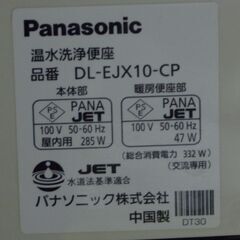 Panasonic
温水洗浄便座
品番 DL-EJX10-CP
本体部 暖房便座部
PS E PANA JET PS E PANA JET
100 V 50-60 Hz 100 V 50-60 Hz
屋内用 285 W 47 W
(総合消費電力 332 W)
(交流専用)
JET
水道法基準適合
パナソニック株式会社
中国製
DT30